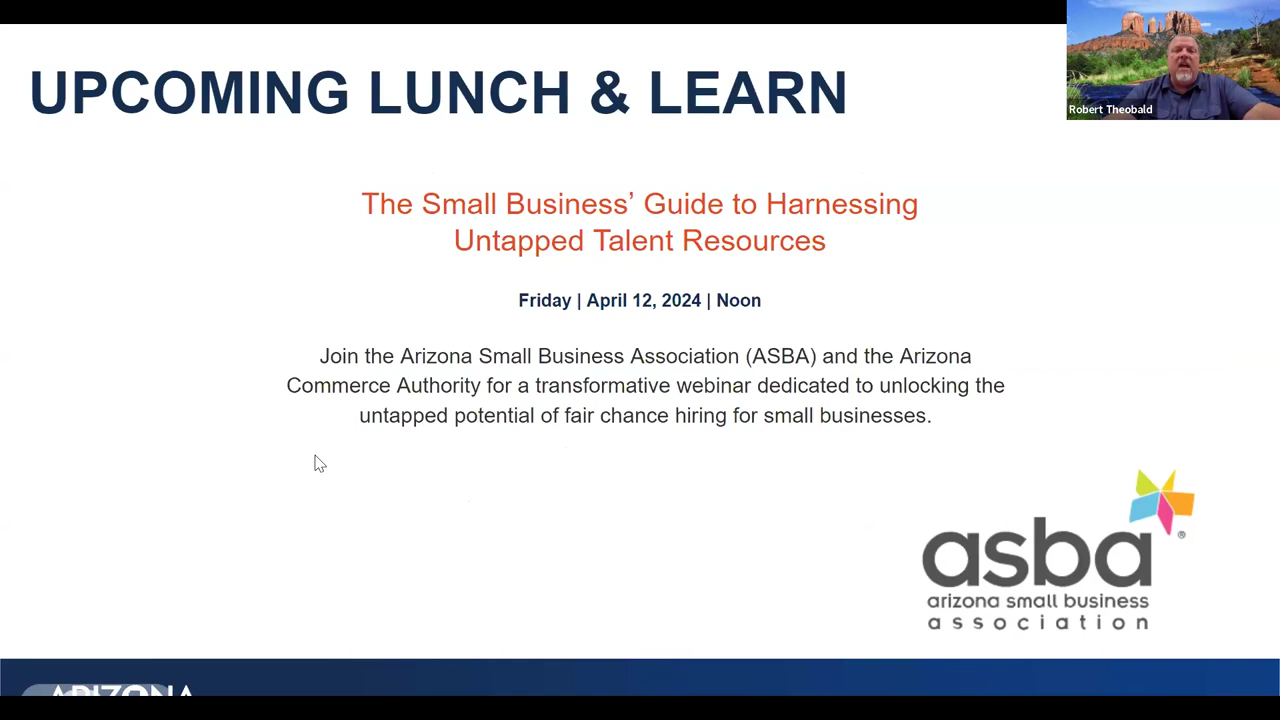 UPCOMING LUNCH & LEARN
Robert Theobald
The Small Business’ Guide to Harnessing
Untapped Talent Resources
Friday | April 12, 2024 | Noon
Join the Arizona Small Business Association (ASBA) and the Arizona
Commerce Authority for a transformative webinar dedicated to unlocking the
untapped potential of fair chance hiring for small businesses.
asba®
arizona small business
association
ARIZONA